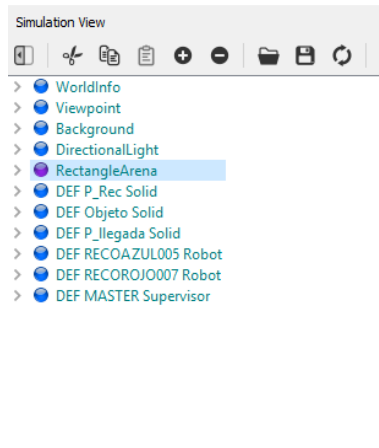 Simulation View
WorldInfo
Viewpoint
Background
DirectionalLight
RectangleArena
DEF P_Rec Solid
DEF Objeto Solid
DEF P_llegada Solid
DEF RECOAZUL005 Robot
DEF RECOROJO007 Robot
DEF MASTER Supervisor